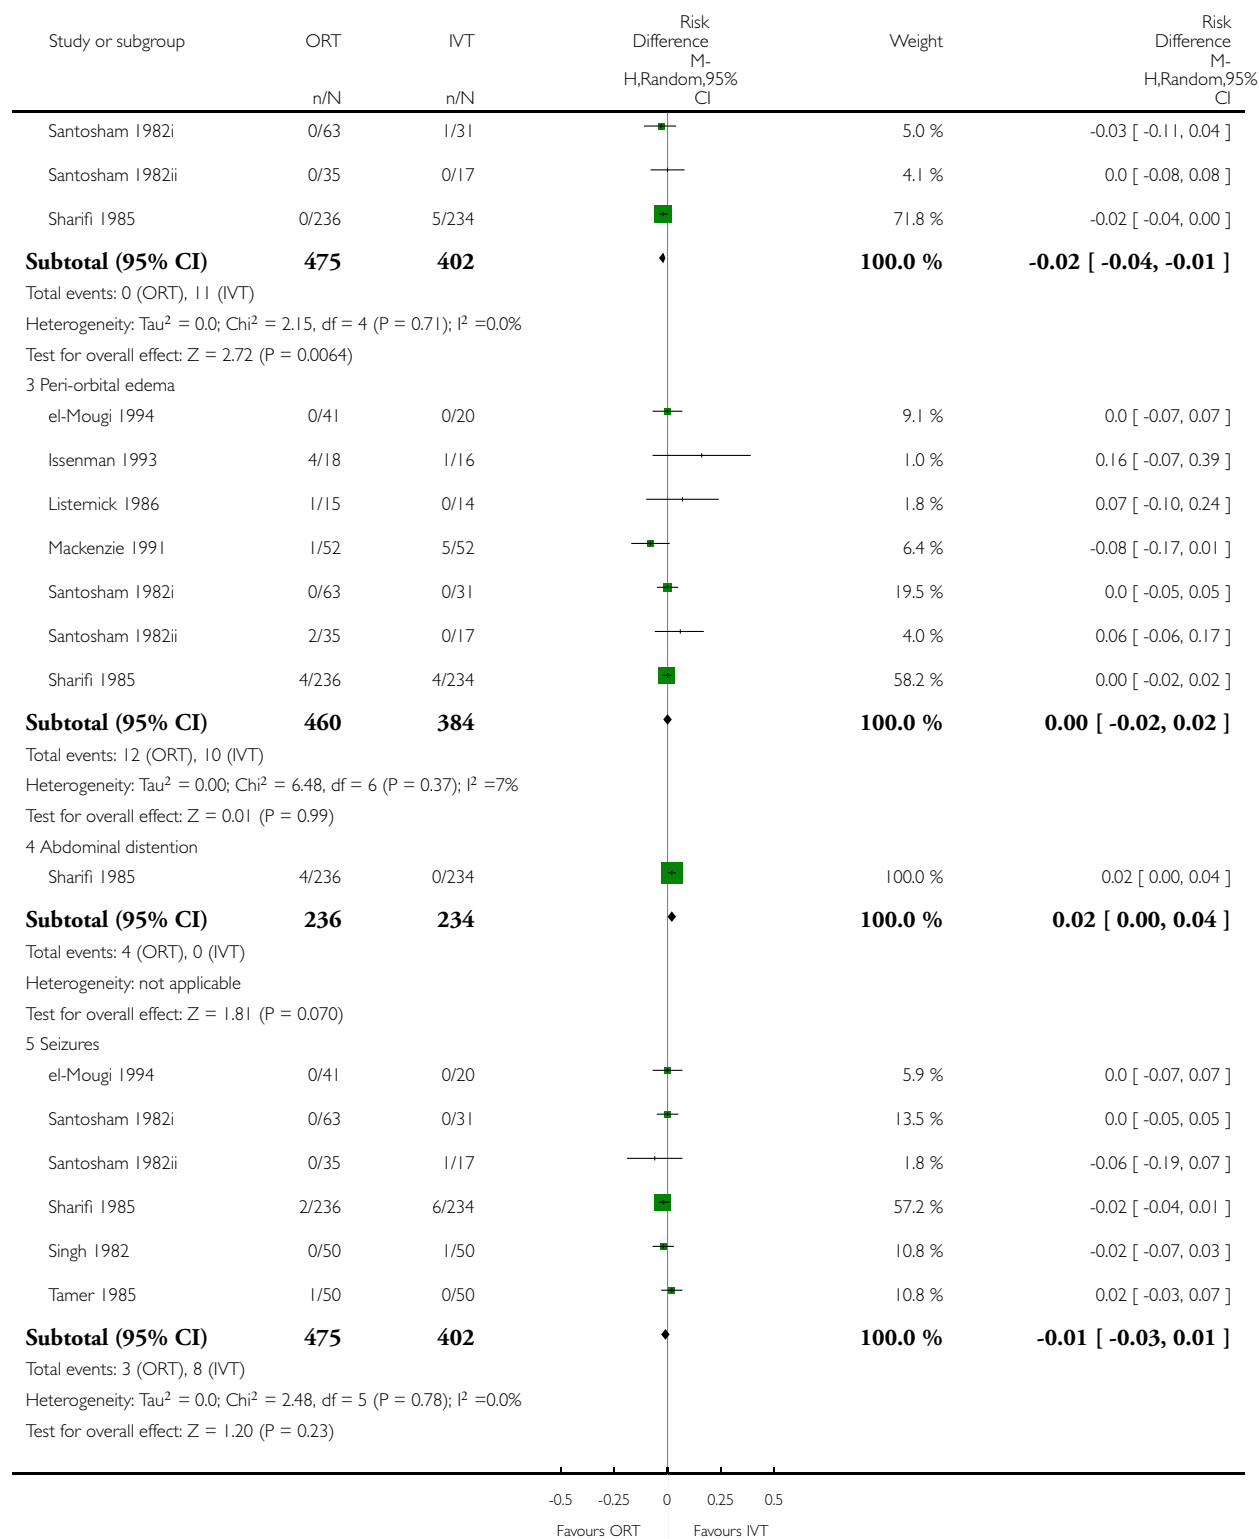 Study or subgroup ORT IVT Risk Difference Weight Risk Difference
M-H,Random,95% CI M-H,Random,95% CI
n/N n/N
Santosham 1982i 0/63 1/31 5.0 % -0.03 [ -0.11, 0.04 ]
Santosham 1982ii 0/35 0/17 4.1 % 0.0 [ -0.08, 0.08 ]
Sharifi 1985 0/236 5/234 71.8 % -0.02 [ -0.04, 0.00 ]
Subtotal (95% CI) 475 402 100.0 % -0.02 [ -0.04, -0.01 ]
Total events: 0 (ORT), 11 (IVT)
Heterogeneity: Tau² = 0.0; Chi² = 2.15, df = 4 (P = 0.71); I² =0.0%
Test for overall effect: Z = 2.72 (P = 0.0064)
3 Peri-orbital edema
el-Mougi 1994 0/41 0/20 9.1 % 0.0 [ -0.07, 0.07 ]
Issenman 1993 4/18 1/16 1.0 % 0.16 [ -0.07, 0.39 ]
Listernick 1986 1/15 0/14 1.8 % 0.07 [ -0.10, 0.24 ]
Mackenzie 1991 1/52 5/52 6.4 % -0.08 [ -0.17, 0.01 ]
Santosham 1982i 0/63 0/31 19.5 % 0.0 [ -0.05, 0.05 ]
Santosham 1982ii 2/35 0/17 4.0 % 0.06 [ -0.06, 0.17 ]
Sharifi 1985 4/236 4/234 58.2 % 0.00 [ -0.02, 0.02 ]
Subtotal (95% CI) 460 384 100.0 % 0.00 [ -0.02, 0.02 ]
Total events: 12 (ORT), 10 (IVT)
Heterogeneity: Tau² = 0.00; Chi² = 6.48, df = 6 (P = 0.37); I² =7%
Test for overall effect: Z = 0.01 (P = 0.99)
4 Abdominal distention
Sharifi 1985 4/236 0/234 100.0 % 0.02 [ 0.00, 0.04 ]
Subtotal (95% CI) 236 234 100.0 % 0.02 [ 0.00, 0.04 ]
Total events: 4 (ORT), 0 (IVT)
Heterogeneity: not applicable
Test for overall effect: Z = 1.81 (P = 0.070)
5 Seizures
el-Mougi 1994 0/41 0/20 5.9 % 0.0 [ -0.07, 0.07 ]
Santosham 1982i 0/63 0/31 13.5 % 0.0 [ -0.05, 0.05 ]
Santosham 1982ii 0/35 1/17 1.8 % -0.06 [ -0.19, 0.07 ]
Sharifi 1985 2/236 6/234 57.2 % -0.02 [ -0.04, 0.01 ]
Singh 1982 0/50 1/50 10.8 % -0.02 [ -0.07, 0.03 ]
Tamer 1985 1/50 0/50 10.8 % 0.02 [ -0.03, 0.07 ]
Subtotal (95% CI) 475 402 100.0 % -0.01 [ -0.03, 0.01 ]
Total events: 3 (ORT), 8 (IVT)
Heterogeneity: Tau² = 0.0; Chi² = 2.48, df = 5 (P = 0.78); I² =0.0%
Test for overall effect: Z = 1.20 (P = 0.23)
-0.5 -0.25 0 0.25 0.5
Favours ORT Favours IVT